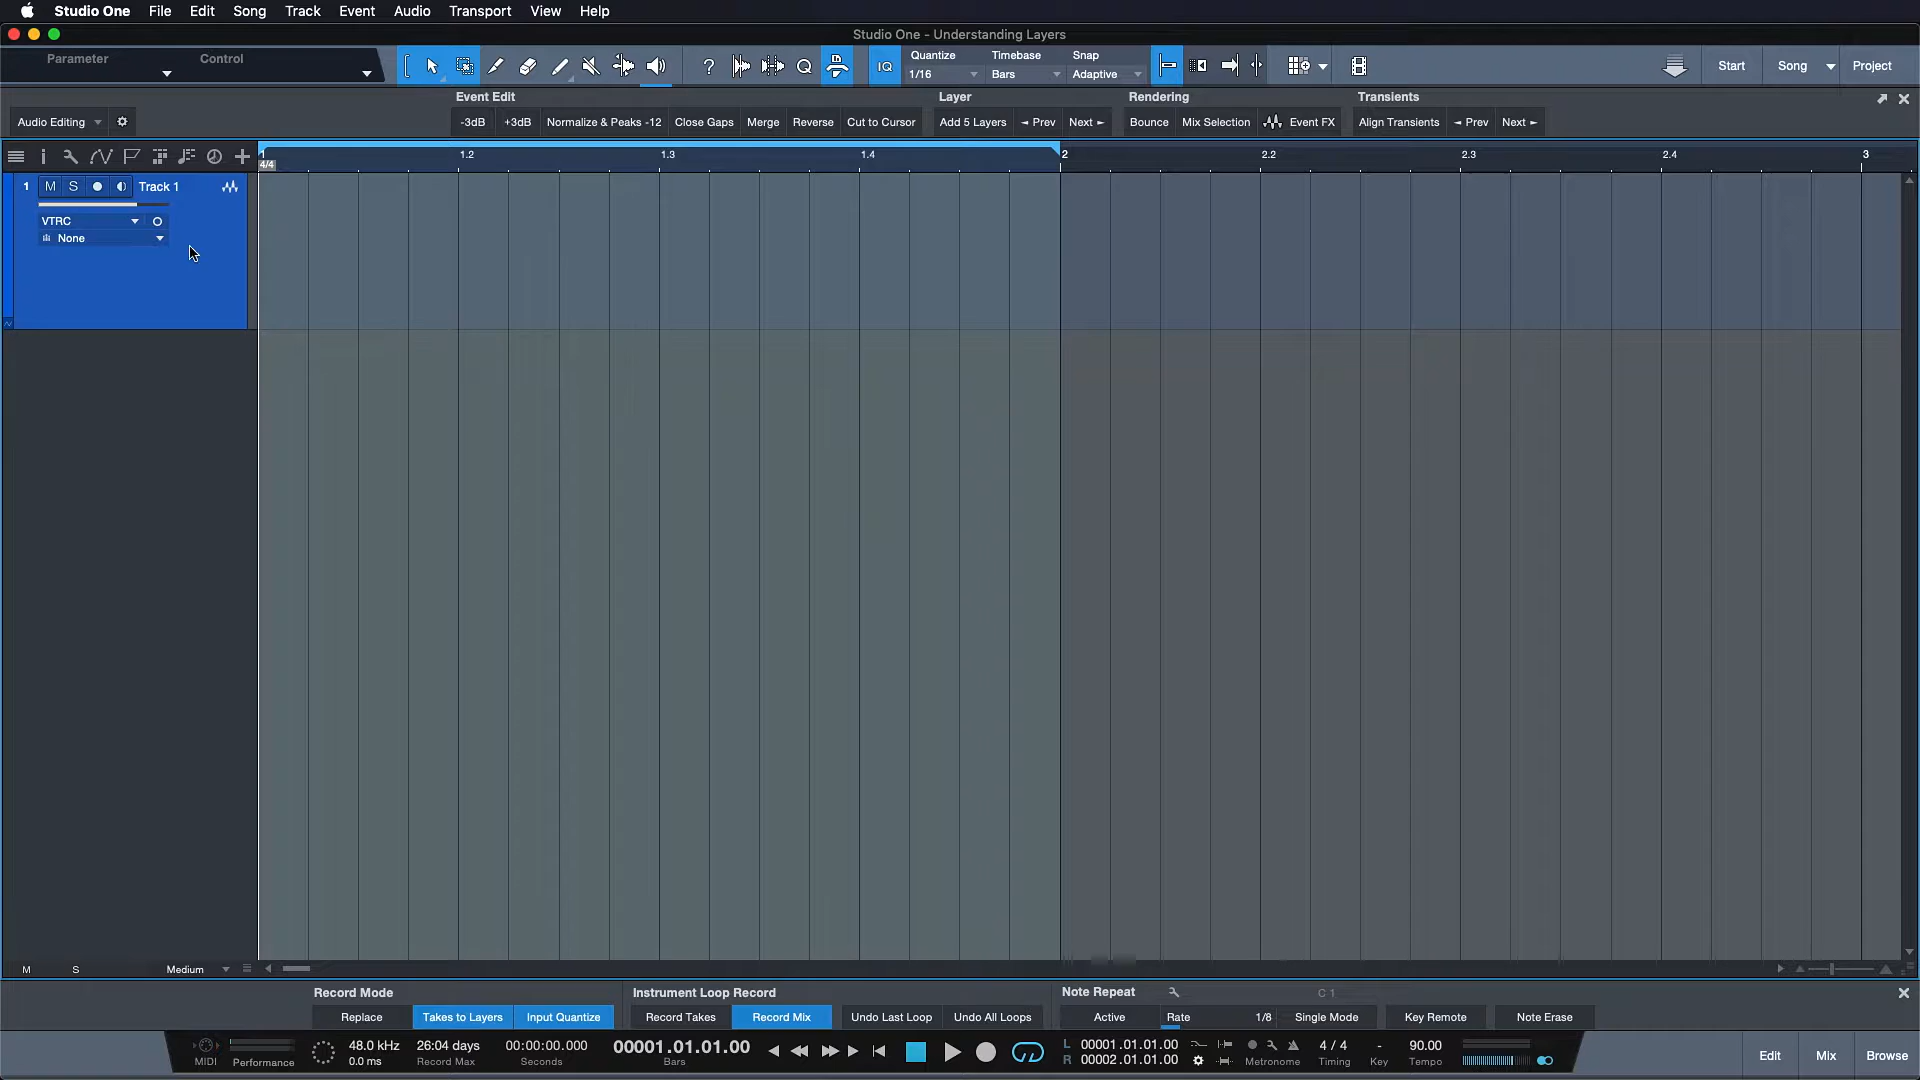 Studio One File Edit Song Track Event Audio Transport View Help
Studio One - Understanding Layers
Parameter Control
Quantize Timebase Snap
IQ 1/16 Bars Adaptive
Start Song Project
Event Edit Layer Rendering Transients
Audio Editing
-3dB +3dB Normalize & Peaks -12 Close Gaps Merge Reverse Cut to Cursor Add 5 Layers Prev Next Bounce Mix Selection Event FX Align Transients Prev Next
1 1.2 1.3 1.4 2 2.2 2.3 2.4 3
4/4
1 M S Track 1
VTRC
None
M S Medium
Record Mode Instrument Loop Record Note Repeat C 1
Replace Takes to Layers Input Quantize Record Takes Record Mix Undo Last Loop Undo All Loops Active Rate 1/8 Single Mode Key Remote Note Erase
MIDI Performance
48.0 kHz 26:04 days 00:00:00.000 00001.01.01.00
0.0 ms Record Max Seconds Bars
L 00001.01.01.00 4 / 4 - 90.00
R 00002.01.01.00 Metronome Timing Key Tempo
Edit Mix Browse